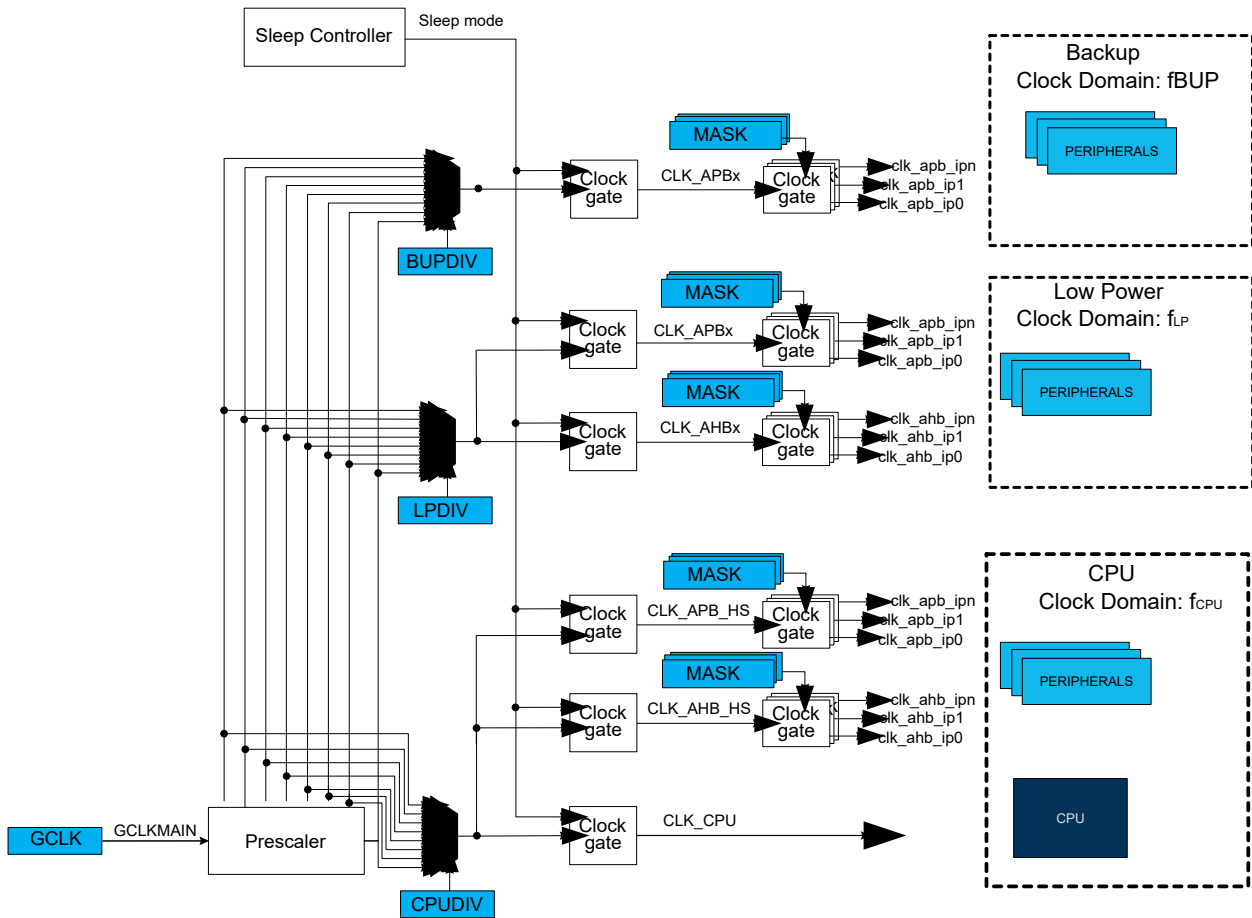 Sleep Controller
Sleep mode
Backup
Clock Domain: fBUP
PERIPHERALS
MASK
Clock
gate
CLK_APBx
Clock
gate
clk_apb_ipn
clk_apb_ip1
clk_apb_ip0
BUPDIV
Low Power
Clock Domain: fLP
PERIPHERALS
MASK
Clock
gate
CLK_APBx
Clock
gate
clk_apb_ipn
clk_apb_ip1
clk_apb_ip0
MASK
Clock
gate
CLK_AHBx
Clock
gate
clk_ahb_ipn
clk_ahb_ip1
clk_ahb_ip0
LPDIV
CPU
Clock Domain: fCPU
PERIPHERALS
CPU
MASK
Clock
gate
CLK_APB_HS
Clock
gate
clk_apb_ipn
clk_apb_ip1
clk_apb_ip0
MASK
Clock
gate
CLK_AHB_HS
Clock
gate
clk_ahb_ipn
clk_ahb_ip1
clk_ahb_ip0
GCLK
GCLKMAIN
Prescaler
Clock
gate
CLK_CPU
CPUDIV